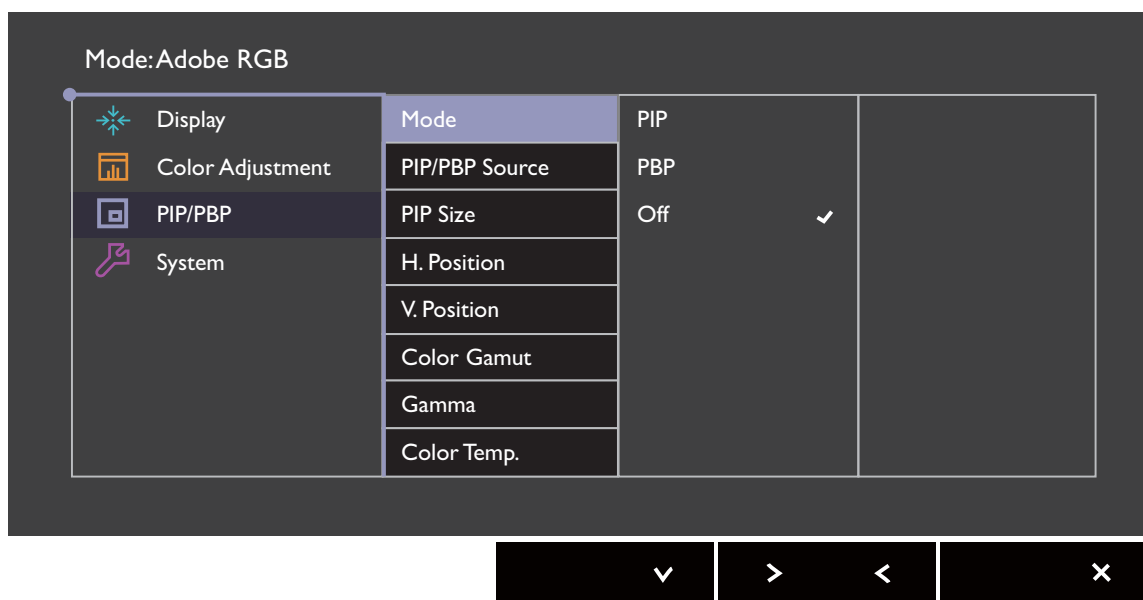 Mode: Adobe RGB
Display
Color Adjustment
PIP/PBP
System
Mode
PIP/PBP Source
PIP Size
H. Position
V. Position
Color Gamut
Gamma
Color Temp.
PIP
PBP
Off